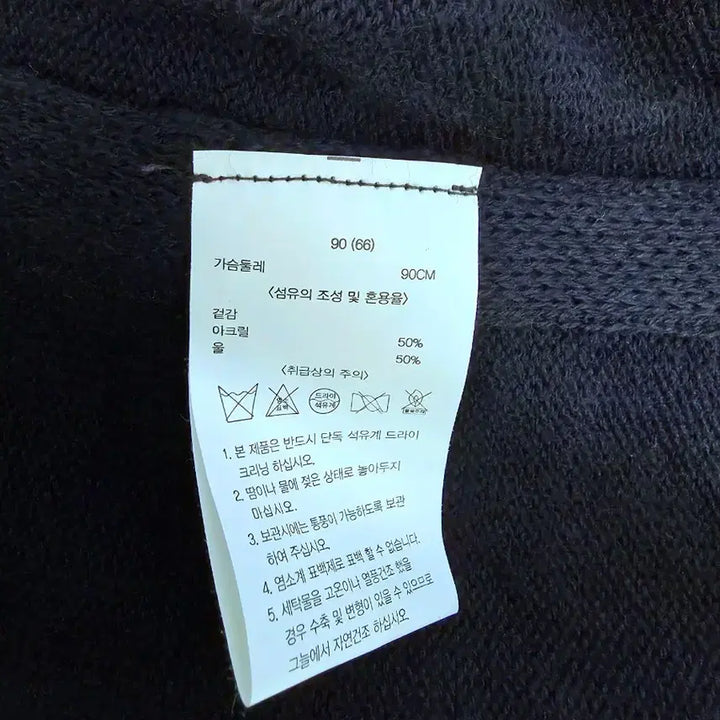 90 (66)
가슴둘레 90CM
<섬유의 조성 및 혼용율>
겉감
아크릴 50%
울 50%
<취급상의 주의>
염소 표백 드라이 석유계
1. 본 제품은 반드시 단독 석유계 드라이
크리닝 하십시오.
2. 땀이나 물에 젖은 상태로 놓아두지
마십시오.
3. 보관시에는 통풍이 가능하도록 보관
하여 주십시오.
4. 염소계 표백제로 표백 할 수 없습니다.
5. 세탁물을 고온이나 열풍건조 했을
경우 수축 및 변형이 있을 수 있으므로
그늘에서 자연건조 하십시오.